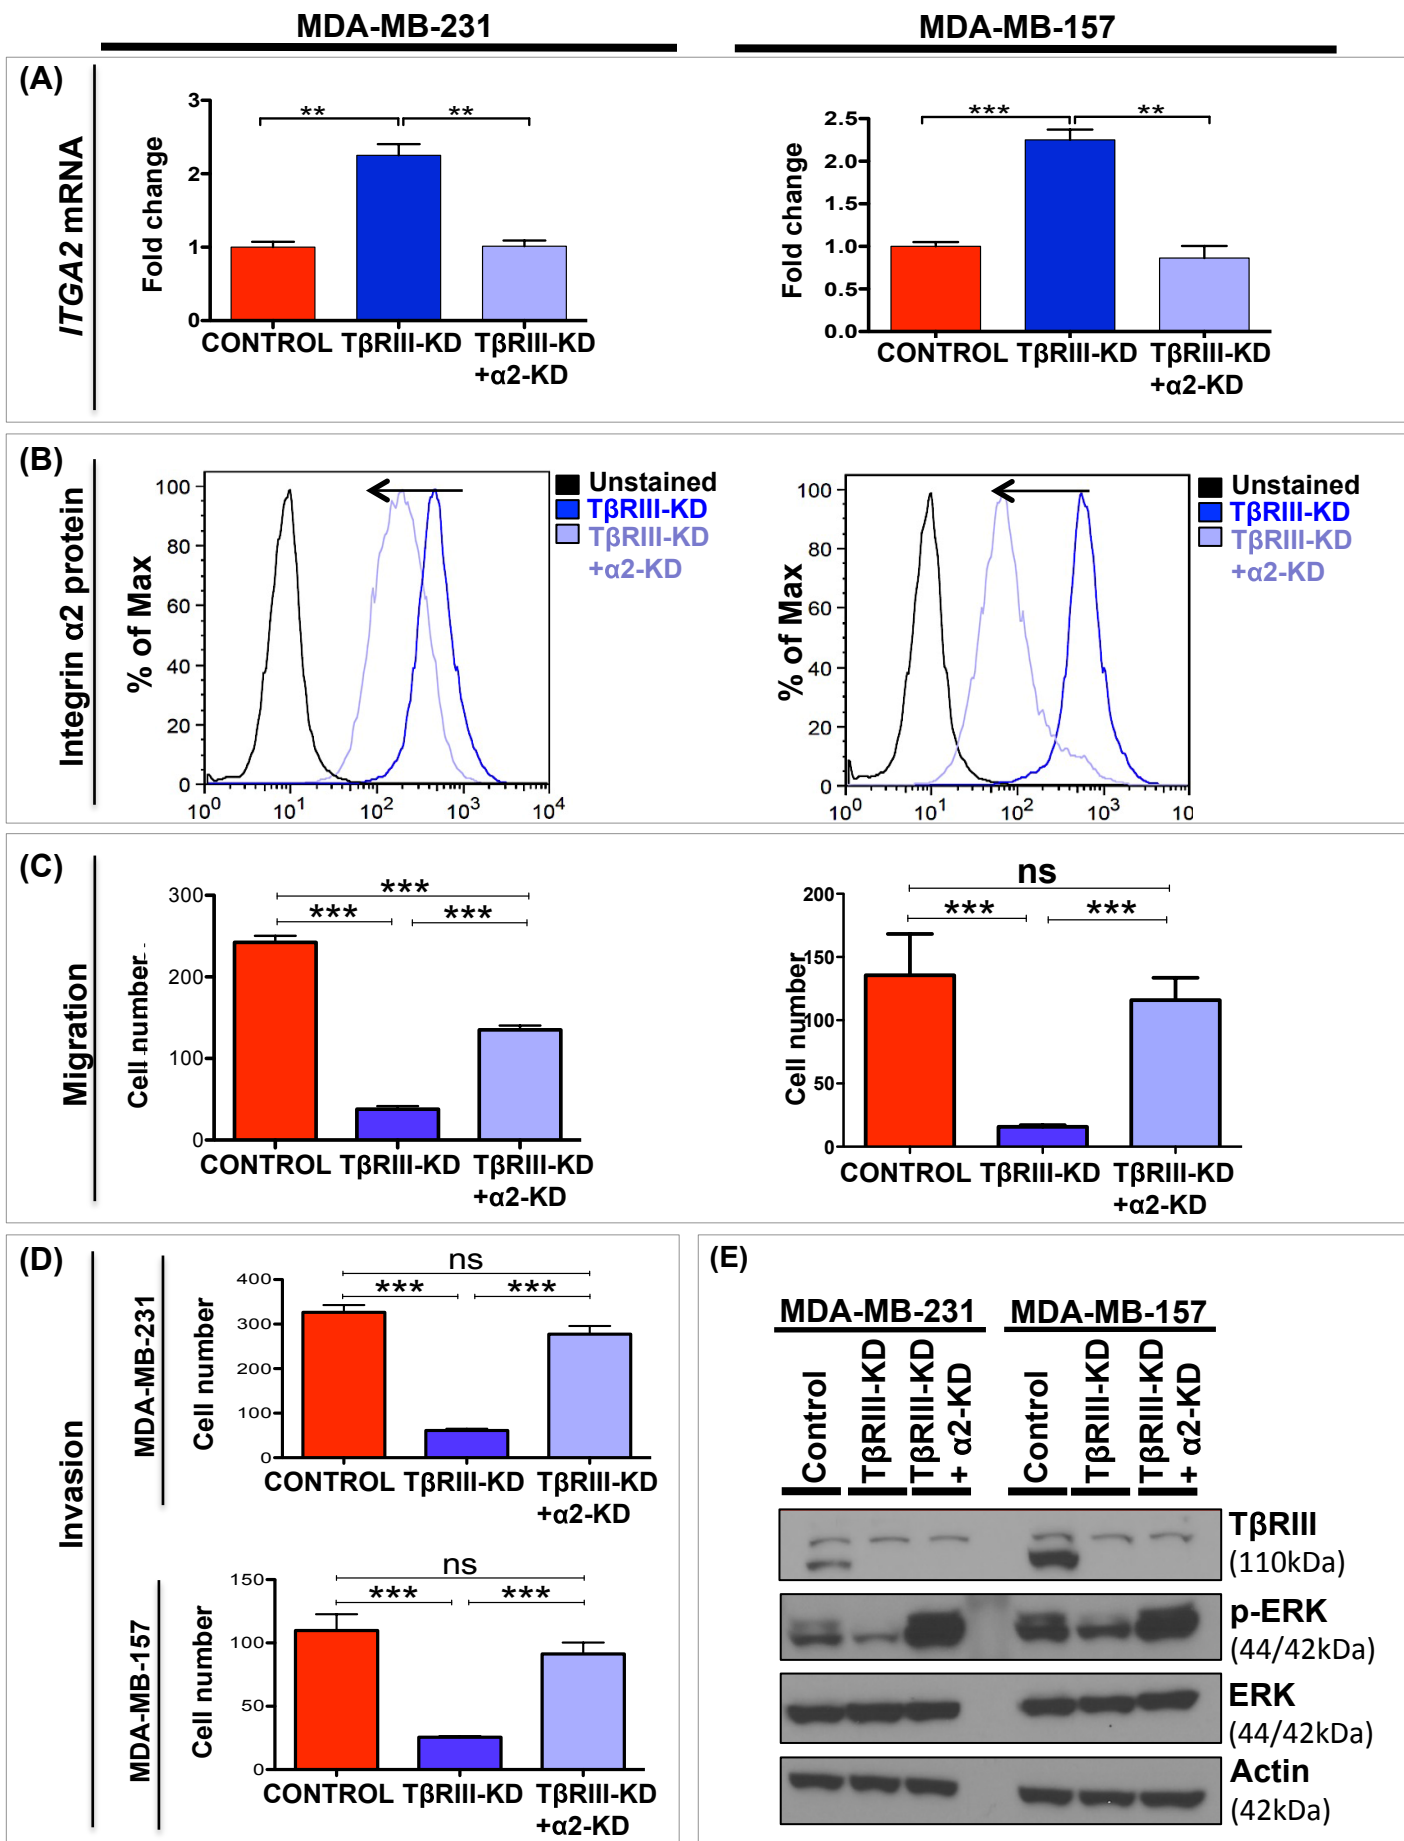 MDA-MB-231
MDA-MB-157
(A)
ITGA2 mRNA
Fold change
3
2
1
0
**
**
CONTROL
TβRIII-KD
TβRIII-KD
+α2-KD
Fold change
2.5
2.0
1.5
1.0
0.5
0.0
***
**
CONTROL
TβRIII-KD
TβRIII-KD
+α2-KD
(B)
Integrin α2 protein
% of Max
100
80
60
40
20
0
10^0 10^1 10^2 10^3 10^4
Unstained
TβRIII-KD
TβRIII-KD
+α2-KD
% of Max
100
80
60
40
20
0
10^0 10^1 10^2 10^3 10
Unstained
TβRIII-KD
TβRIII-KD
+α2-KD
(C)
Migration
Cell number
300
200
100
0
***
***
***
CONTROL
TβRIII-KD
TβRIII-KD
+α2-KD
Cell number
200
150
100
50
0
ns
***
***
CONTROL
TβRIII-KD
TβRIII-KD
+α2-KD
(D)
Invasion
MDA-MB-231
Cell number
400
300
200
100
0
ns
***
***
CONTROL
TβRIII-KD
TβRIII-KD
+α2-KD
MDA-MB-157
Cell number
150
100
50
0
ns
***
***
CONTROL
TβRIII-KD
TβRIII-KD
+α2-KD
(E)
MDA-MB-231
MDA-MB-157
Control
TβRIII-KD
TβRIII-KD
+ α2-KD
Control
TβRIII-KD
TβRIII-KD
+ α2-KD
TβRIII
(110kDa)
p-ERK
(44/42kDa)
ERK
(44/42kDa)
Actin
(42kDa)